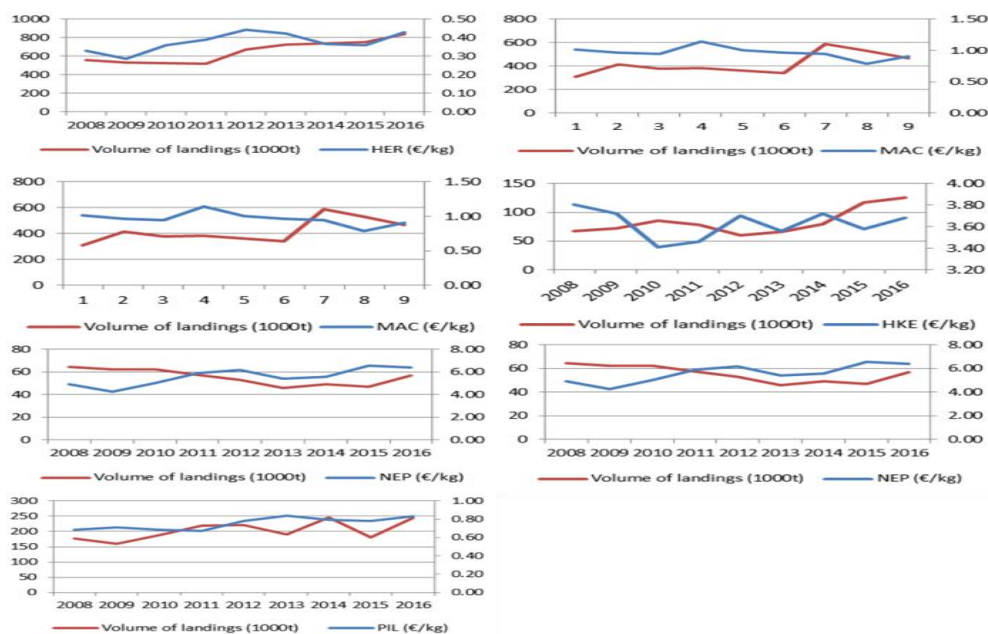 1000 0.50
800 0.40
600 0.30
400 0.20
200 0.10
0 0.00
2008 2009 2010 2011 2012 2013 2014 2015 2016
Volume of landings (1000t) HER (€/kg)
800 1.50
600 1.00
400
200 0.50
0 0.00
1 2 3 4 5 6 7 8 9
Volume of landings (1000t) MAC (€/kg)
800 1.50
600 1.00
400
200 0.50
0 0.00
1 2 3 4 5 6 7 8 9
Volume of landings (1000t) MAC (€/kg)
150 4.00
100 3.80
3.60
50 3.40
0 3.20
2008 2009 2010 2011 2012 2013 2014 2015 2016
Volume of landings (1000t) HKE (€/kg)
80 8.00
60 6.00
40 4.00
20 2.00
0 0.00
2008 2009 2010 2011 2012 2013 2014 2015 2016
Volume of landings (1000t) NEP (€/kg)
80 8.00
60 6.00
40 4.00
20 2.00
0 0.00
2008 2009 2010 2011 2012 2013 2014 2015 2016
Volume of landings (1000t) NEP (€/kg)
300 1.00
250 0.80
200 0.60
150
100 0.40
50 0.20
0 0.00
2008 2009 2010 2011 2012 2013 2014 2015 2016
Volume of landings (1000t) PIL (€/kg)